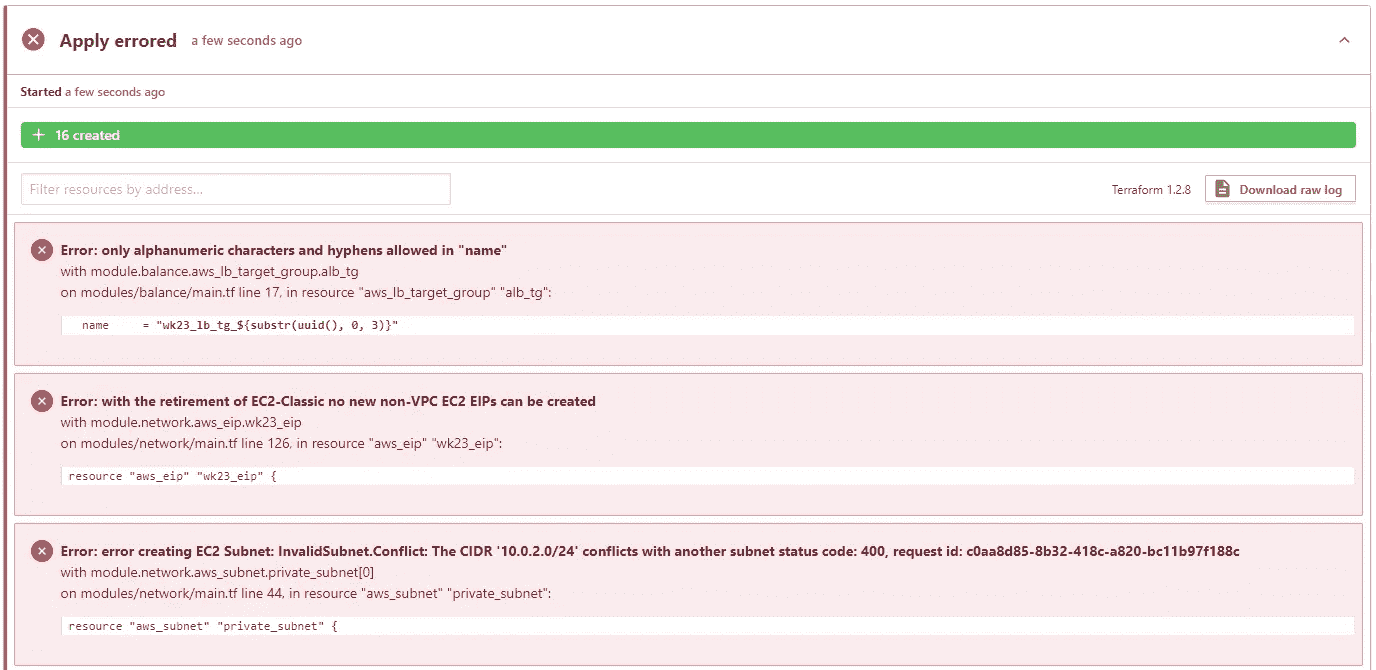 Apply errored a few seconds ago
Started a few seconds ago
+ 16 created
Filter resources by address...
Terraform 1.2.8
Download raw log
Error: only alphanumeric characters and hyphens allowed in "name"
with module.balance.aws_lb_target_group.alb_tg
on modules/balance/main.tf line 17, in resource "aws_lb_target_group" "alb_tg":
name = "wk23_lb_tg_${substr(uuid(), 0, 3)}"
Error: with the retirement of EC2-Classic no new non-VPC EC2 EIPs can be created
with module.network.aws_eip.wk23_eip
on modules/network/main.tf line 126, in resource "aws_eip" "wk23_eip":
resource "aws_eip" "wk23_eip" {
Error: error creating EC2 Subnet: InvalidSubnet.Conflict: The CIDR '10.0.2.0/24' conflicts with another subnet status code: 400, request id: c0aa8d85-8b32-418c-a820-bc11b97f188c
with module.network.aws_subnet.private_subnet[0]
on modules/network/main.tf line 44, in resource "aws_subnet" "private_subnet":
resource "aws_subnet" "private_subnet" {